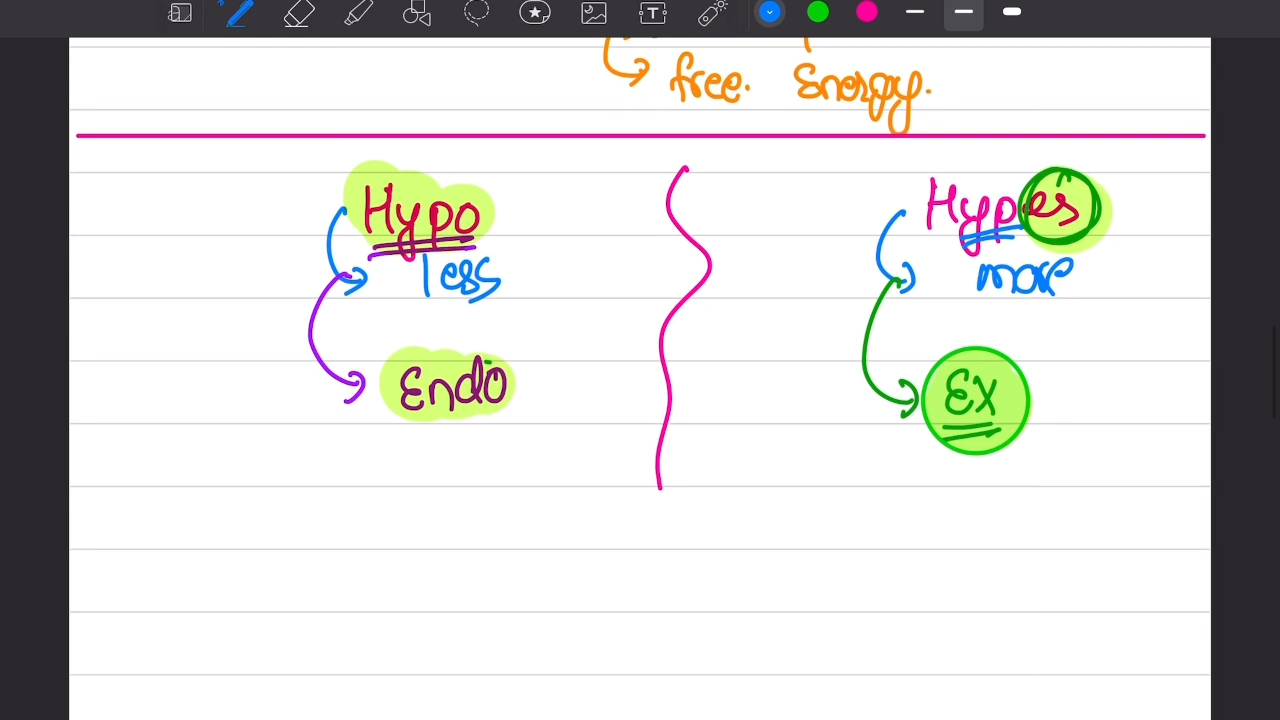 free. Energy.
Hypo
less
Endo
Hyper
more
Ex